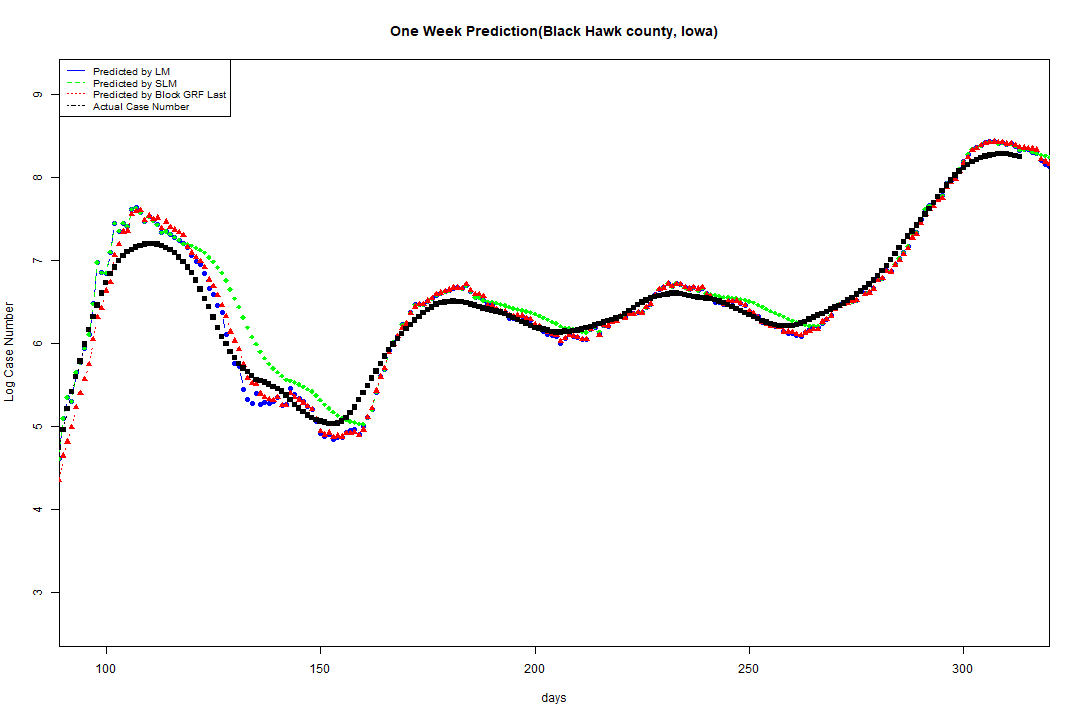 One Week Prediction(Black Hawk county, Iowa)
Predicted by LM
Predicted by SLM
Predicted by Block GRF Last
Actual Case Number
9
8
7
6
5
4
3
Log Case Number
100 150 200 250 300
days